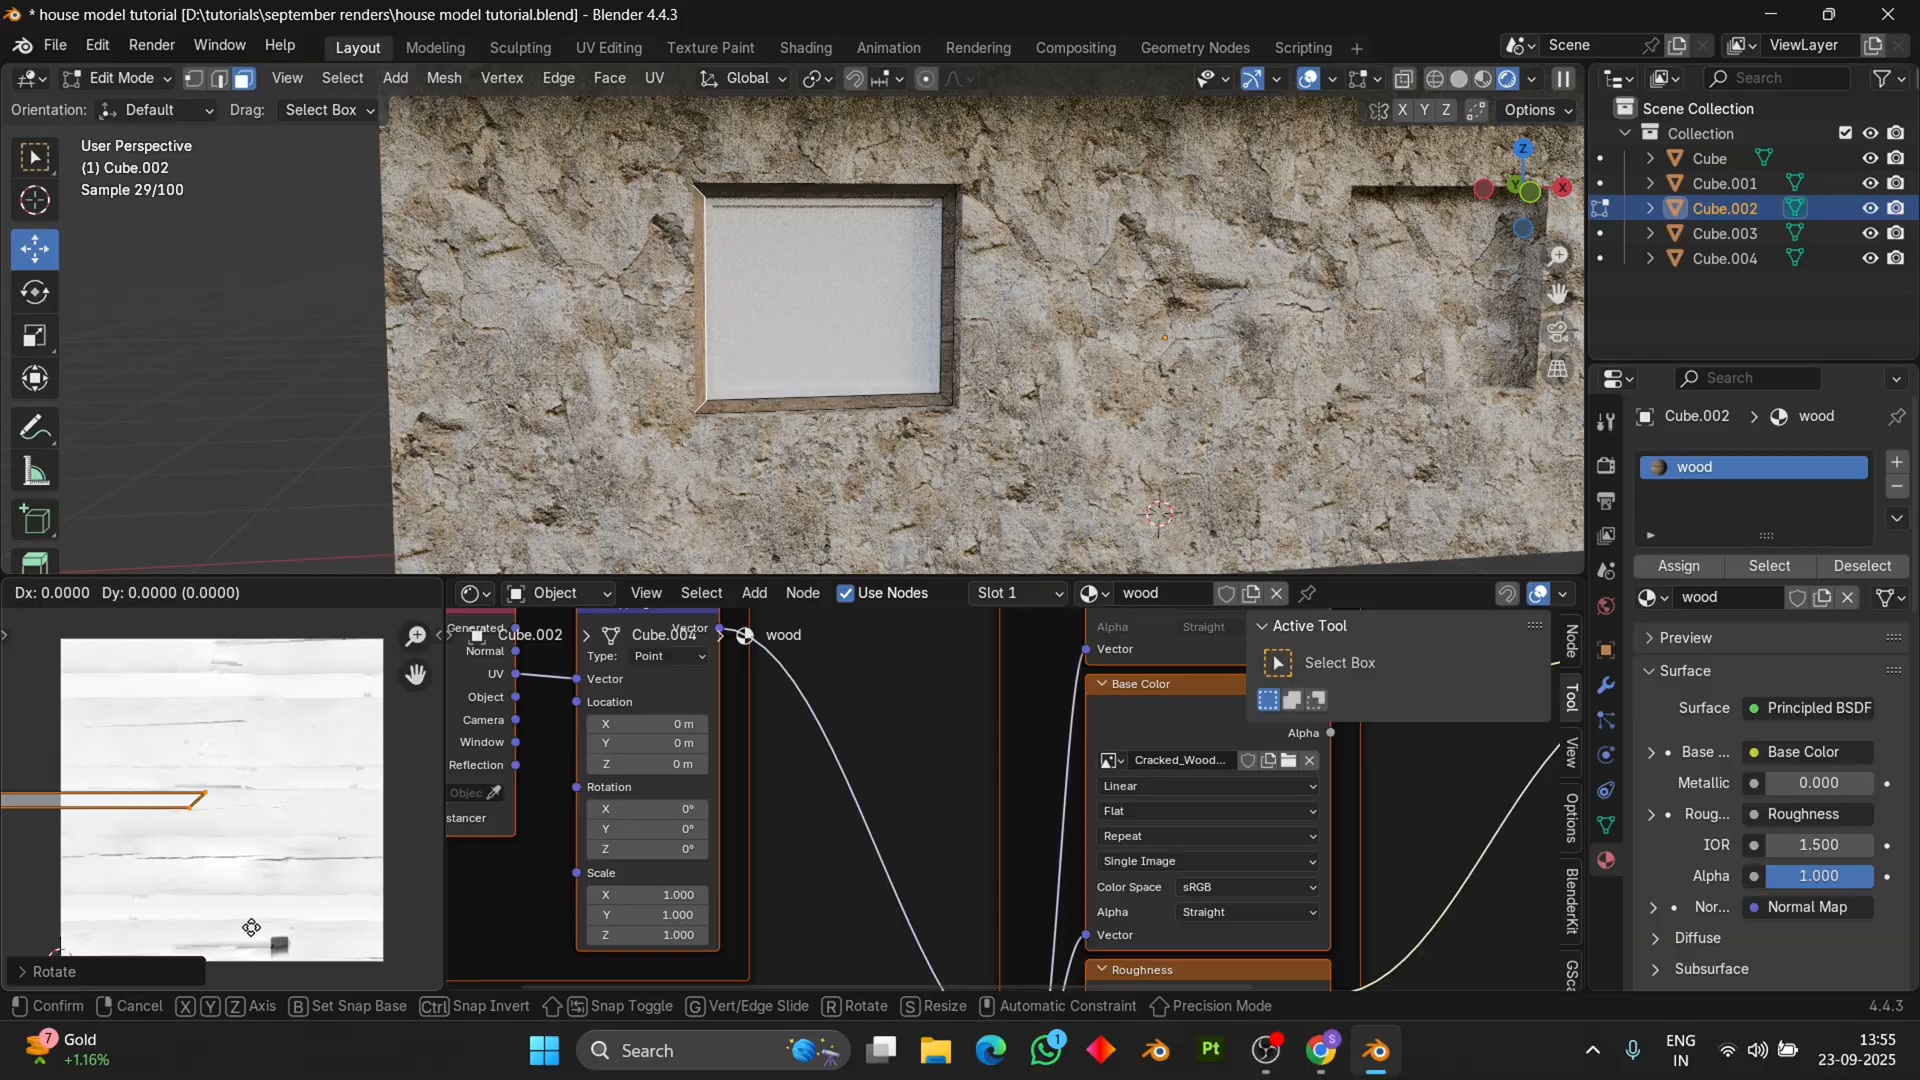 * house model tutorial [D:\tutorials\september renders\house model tutorial.blend] - Blender 4.4.3
File Edit Render Window Help Layout Modeling Sculpting UV Editing Texture Paint Shading Animation Rendering Compositing Geometry Nodes Scripting + Scene ViewLayer
Edit Mode View Select Add Mesh Vertex Edge Face UV Global Search
Orientation: Default Drag: Select Box X Y Z Options
Scene Collection
Collection
Cube
Cube.001
Cube.002
Cube.003
Cube.004
User Perspective
(1) Cube.002
Sample 29/100
Z
X
Y
Search
Cube.002 > wood
wood
Assign Select Deselect
wood
Preview
Surface
Surface Principled BSDF
Base ... Base Color
Metallic 0.000
Roug... Roughness
IOR 1.500
Alpha 1.000
Nor... Normal Map
Diffuse
Subsurface
Dx: 0.0000 Dy: 0.0000 (0.0000)
Rotate
Object View Select Add Node Use Nodes Slot 1 wood
Cube.002 > Cube.004 > wood
Generated
Normal
UV
Object
Camera
Window
Reflection
Objec
stancer
Vector
Type: Point
Vector
Location
X 0 m
Y 0 m
Z 0 m
Rotation
X 0°
Y 0°
Z 0°
Scale
X 1.000
Y 1.000
Z 1.000
Alpha Straight
Vector
Base Color
Alpha
Cracked_Wood...
Linear
Flat
Repeat
Single Image
Color Space sRGB
Alpha Straight
Vector
Roughness
Active Tool
Select Box
Node
Tool
View
Options
BlenderKit
GSca
Confirm Cancel X Y Z Axis B Set Snap Base Ctrl Snap Invert Snap Toggle G Vert/Edge Slide R Rotate S Resize Automatic Constraint Precision Mode 4.4.3
7 Gold
+1.16%
Search
1
Pt
S
ENG
IN
13:55
23-09-2025